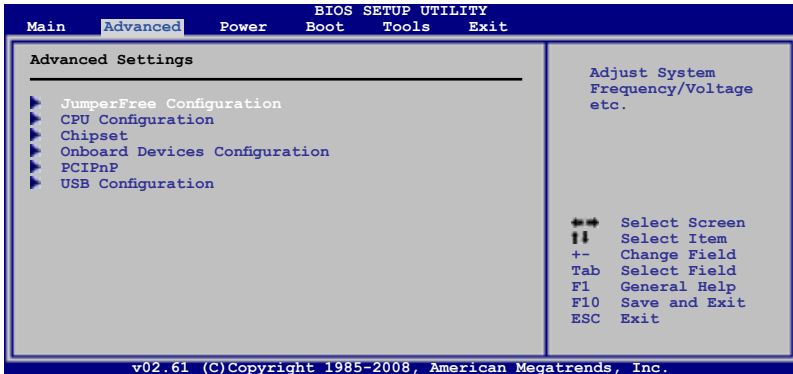 BIOS SETUP UTILITY
Main Advanced Power Boot Tools Exit
Advanced Settings
JumperFree Configuration
CPU Configuration
Chipset
Onboard Devices Configuration
PCIPnP
USB Configuration
Adjust System
Frequency/Voltage
etc.
←→ Select Screen
↑↓ Select Item
+- Change Field
Tab Select Field
F1 General Help
F10 Save and Exit
ESC Exit
v02.61 (C)Copyright 1985-2008, American Megatrends, Inc.